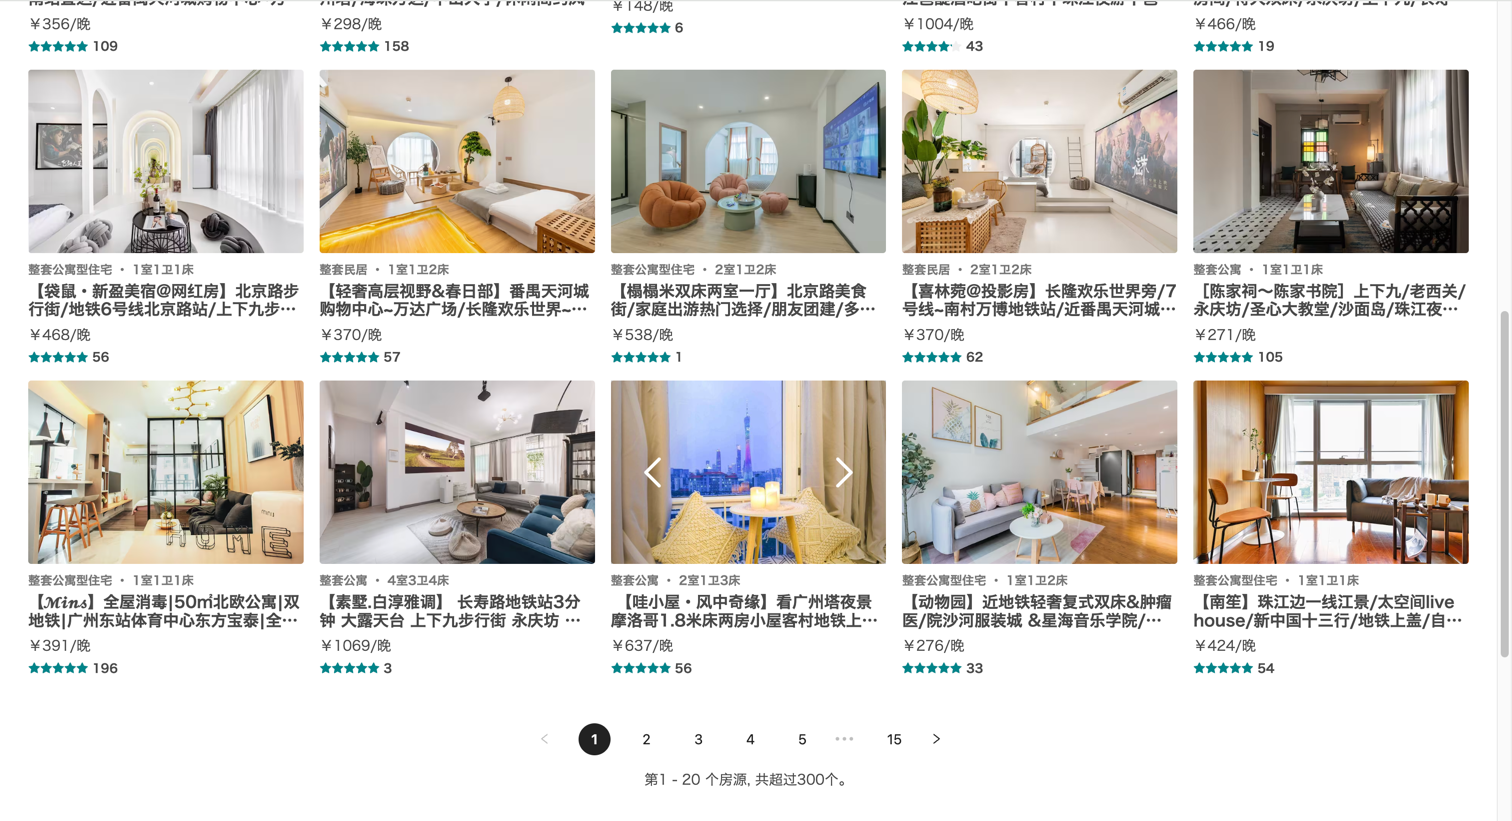 ￥356/晚
109
￥298/晚
158
￥148/晚
6
￥1004/晚
43
￥466/晚
19
整套公寓型住宅 · 1室1卫1床
【袋鼠·新盈美宿@网红房】北京路步
行街/地铁6号线北京路站/上下九步…
￥468/晚
56
整套民居 · 1室1卫2床
【轻奢高层视野&春日部】番禺天河城
购物中心~万达广场/长隆欢乐世界~…
￥370/晚
57
整套公寓型住宅 · 2室1卫2床
【榻榻米双床两室一厅】北京路美食
街/家庭出游热门选择/朋友团建/多…
￥538/晚
1
整套民居 · 2室1卫2床
【喜林苑@投影房】长隆欢乐世界旁/7
号线~南村万博地铁站/近番禺天河城…
￥370/晚
62
整套公寓 · 1室1卫1床
［陈家祠～陈家书院］上下九/老西关/
永庆坊/圣心大教堂/沙面岛/珠江夜…
￥271/晚
105
HOME
整套公寓型住宅 · 1室1卫1床
【𝓜𝓲𝓷𝓼】全屋消毒|50㎡北欧公寓|双
地铁|广州东站体育中心东方宝泰|全…
￥391/晚
196
整套公寓 · 4室3卫4床
【素墅.白淳雅调】 长寿路地铁站3分
钟 大露天台 上下九步行街 永庆坊 …
￥1069/晚
3
整套公寓 · 2室1卫3床
【哇小屋·风中奇缘】看广州塔夜景
摩洛哥1.8米床两房小屋客村地铁上…
￥637/晚
56
整套公寓型住宅 · 1室1卫2床
【动物园】近地铁轻奢复式双床&肿瘤
医/院沙河服装城 &星海音乐学院/…
￥276/晚
33
整套公寓型住宅 · 1室1卫1床
【南笙】珠江边一线江景/太空间live
house/新中国十三行/地铁上盖/自…
￥424/晚
54
1 2 3 4 5 ··· 15
第1 - 20 个房源, 共超过300个。